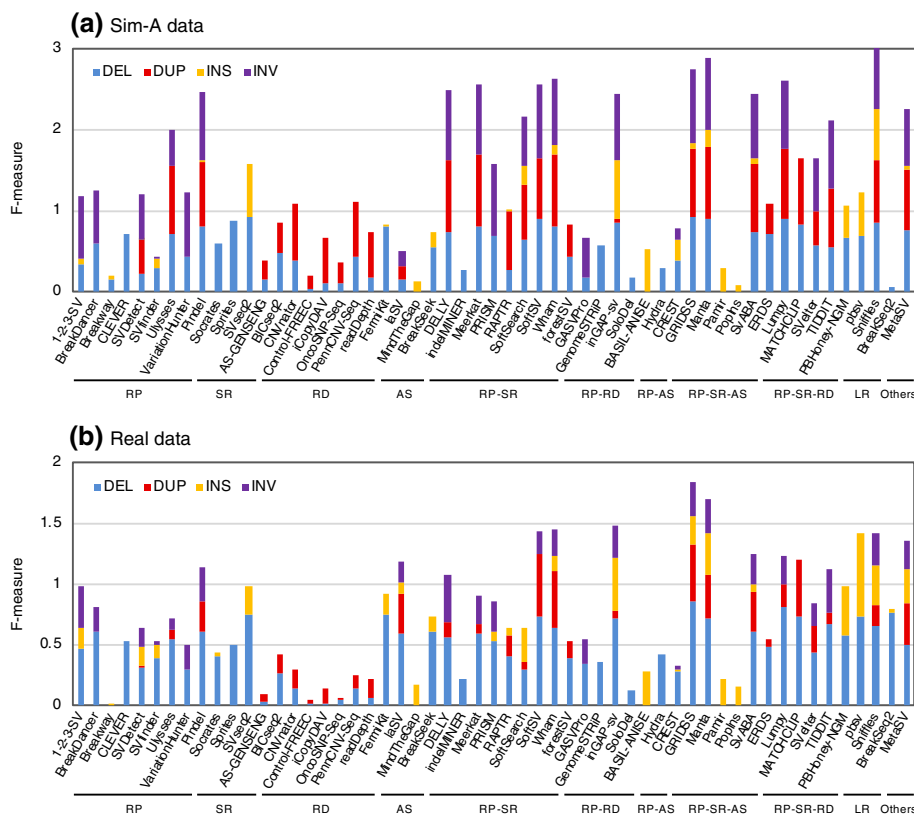 (a) Sim-A data
F-measure
3
2
1
0
DEL DUP INS INV
1-2-3-SV
BreakDancer
Breakway
CLEVER
SVDetect
SVfinder
Ulysses
VariationHunter
Pindel
Socrates
Sprites
SVseq2
AS-GENSENG
BICseq2
CNVnator
Control-FREEC
iCopyDAV
OncoSNP-Seq
PennCNV-Seq
readDepth
FermiKit
laSV
MindTheGap
BreakSeek
DELLY
indelMINER
Meerkat
PRISM
RAPTR
SoftSearch
SoftSV
Wham
forestSV
GASVPro
GenomeSTRiP
inGAP-sv
SoloDel
BASIL-ANISE
Hydra
CREST
GRIDSS
Manta
Pamir
PopIns
SvABA
ERDS
Lumpy
MATCHCLIP
SVelter
TIDDIT
PBHoney-NGM
pbsv
Sniffles
BreakSeq2
MetaSV
RP SR RD AS RP-SR RP-RD RP-AS RP-SR-AS RP-SR-RD LR Others
(b) Real data
F-measure
2
1.5
1
0.5
0
DEL DUP INS INV
1-2-3-SV
BreakDancer
Breakway
CLEVER
SVDetect
SVfinder
Ulysses
VariationHunter
Pindel
Socrates
Sprites
SVseq2
AS-GENSENG
BICseq2
CNVnator
Control-FREEC
iCopyDAV
OncoSNP-Seq
PennCNV-Seq
readDepth
FermiKit
laSV
MindTheGap
BreakSeek
DELLY
indelMINER
Meerkat
PRISM
RAPTR
SoftSearch
SoftSV
Wham
forestSV
GASVPro
GenomeSTRiP
inGAP-sv
SoloDel
BASIL-ANISE
Hydra
CREST
GRIDSS
Manta
Pamir
PopIns
SvABA
ERDS
Lumpy
MATCHCLIP
SVelter
TIDDIT
PBHoney-NGM
pbsv
Sniffles
BreakSeq2
MetaSV
RP SR RD AS RP-SR RP-RD RP-AS RP-SR-AS RP-SR-RD LR Others